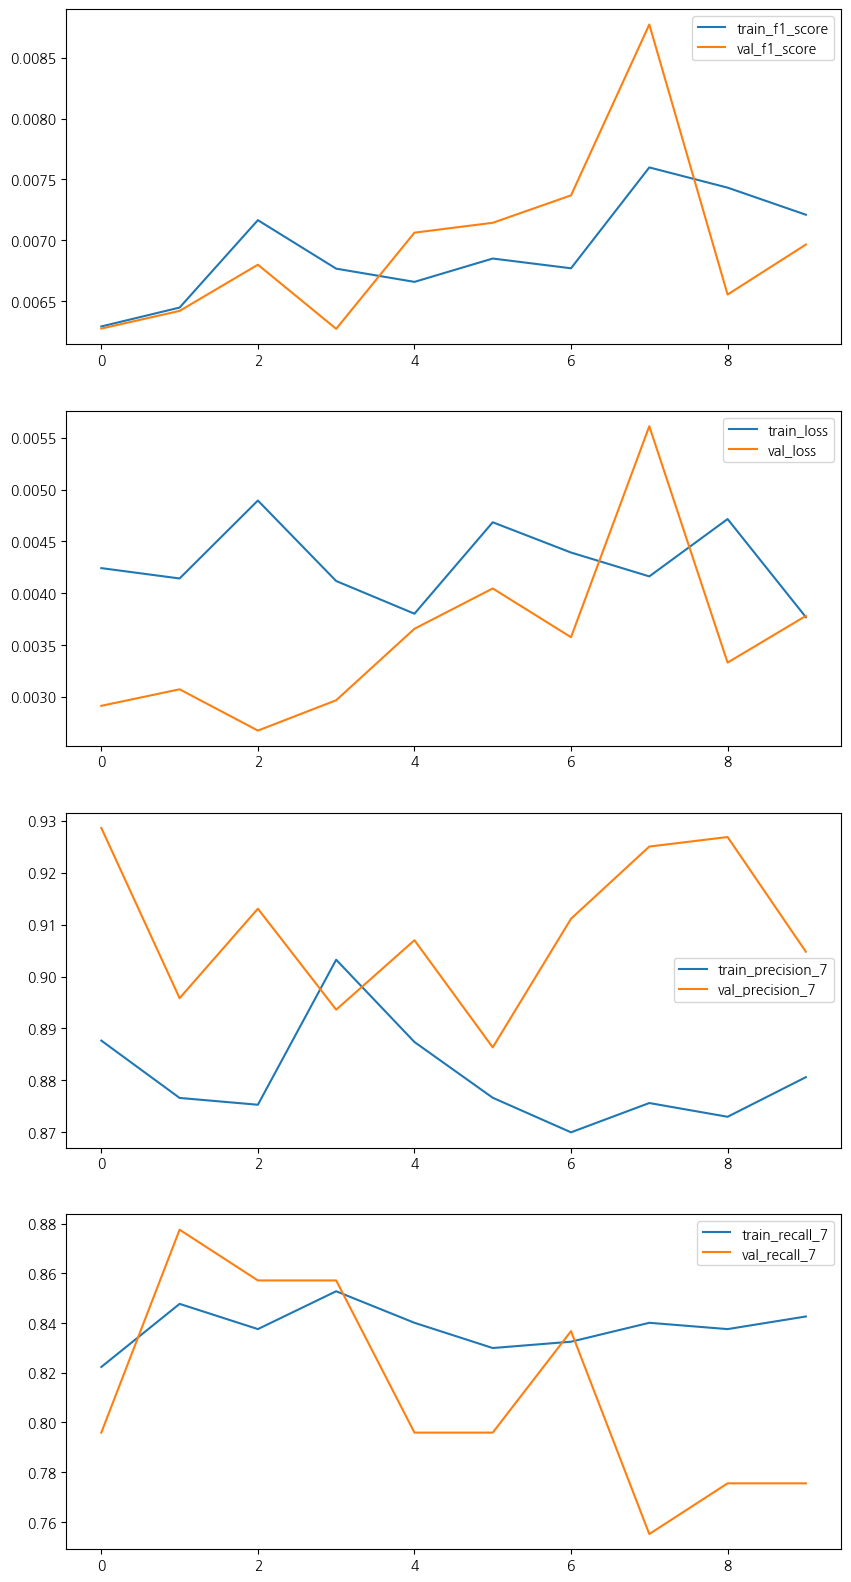 train_f1_score
val_f1_score
0.0085
0.0080
0.0075
0.0070
0.0065
0 2 4 6 8
train_loss
val_loss
0.0055
0.0050
0.0045
0.0040
0.0035
0.0030
0 2 4 6 8
0.93
0.92
0.91
0.90
train_precision_7
val_precision_7
0.89
0.88
0.87
0 2 4 6 8
train_recall_7
val_recall_7
0.88
0.86
0.84
0.82
0.80
0.78
0.76
0 2 4 6 8